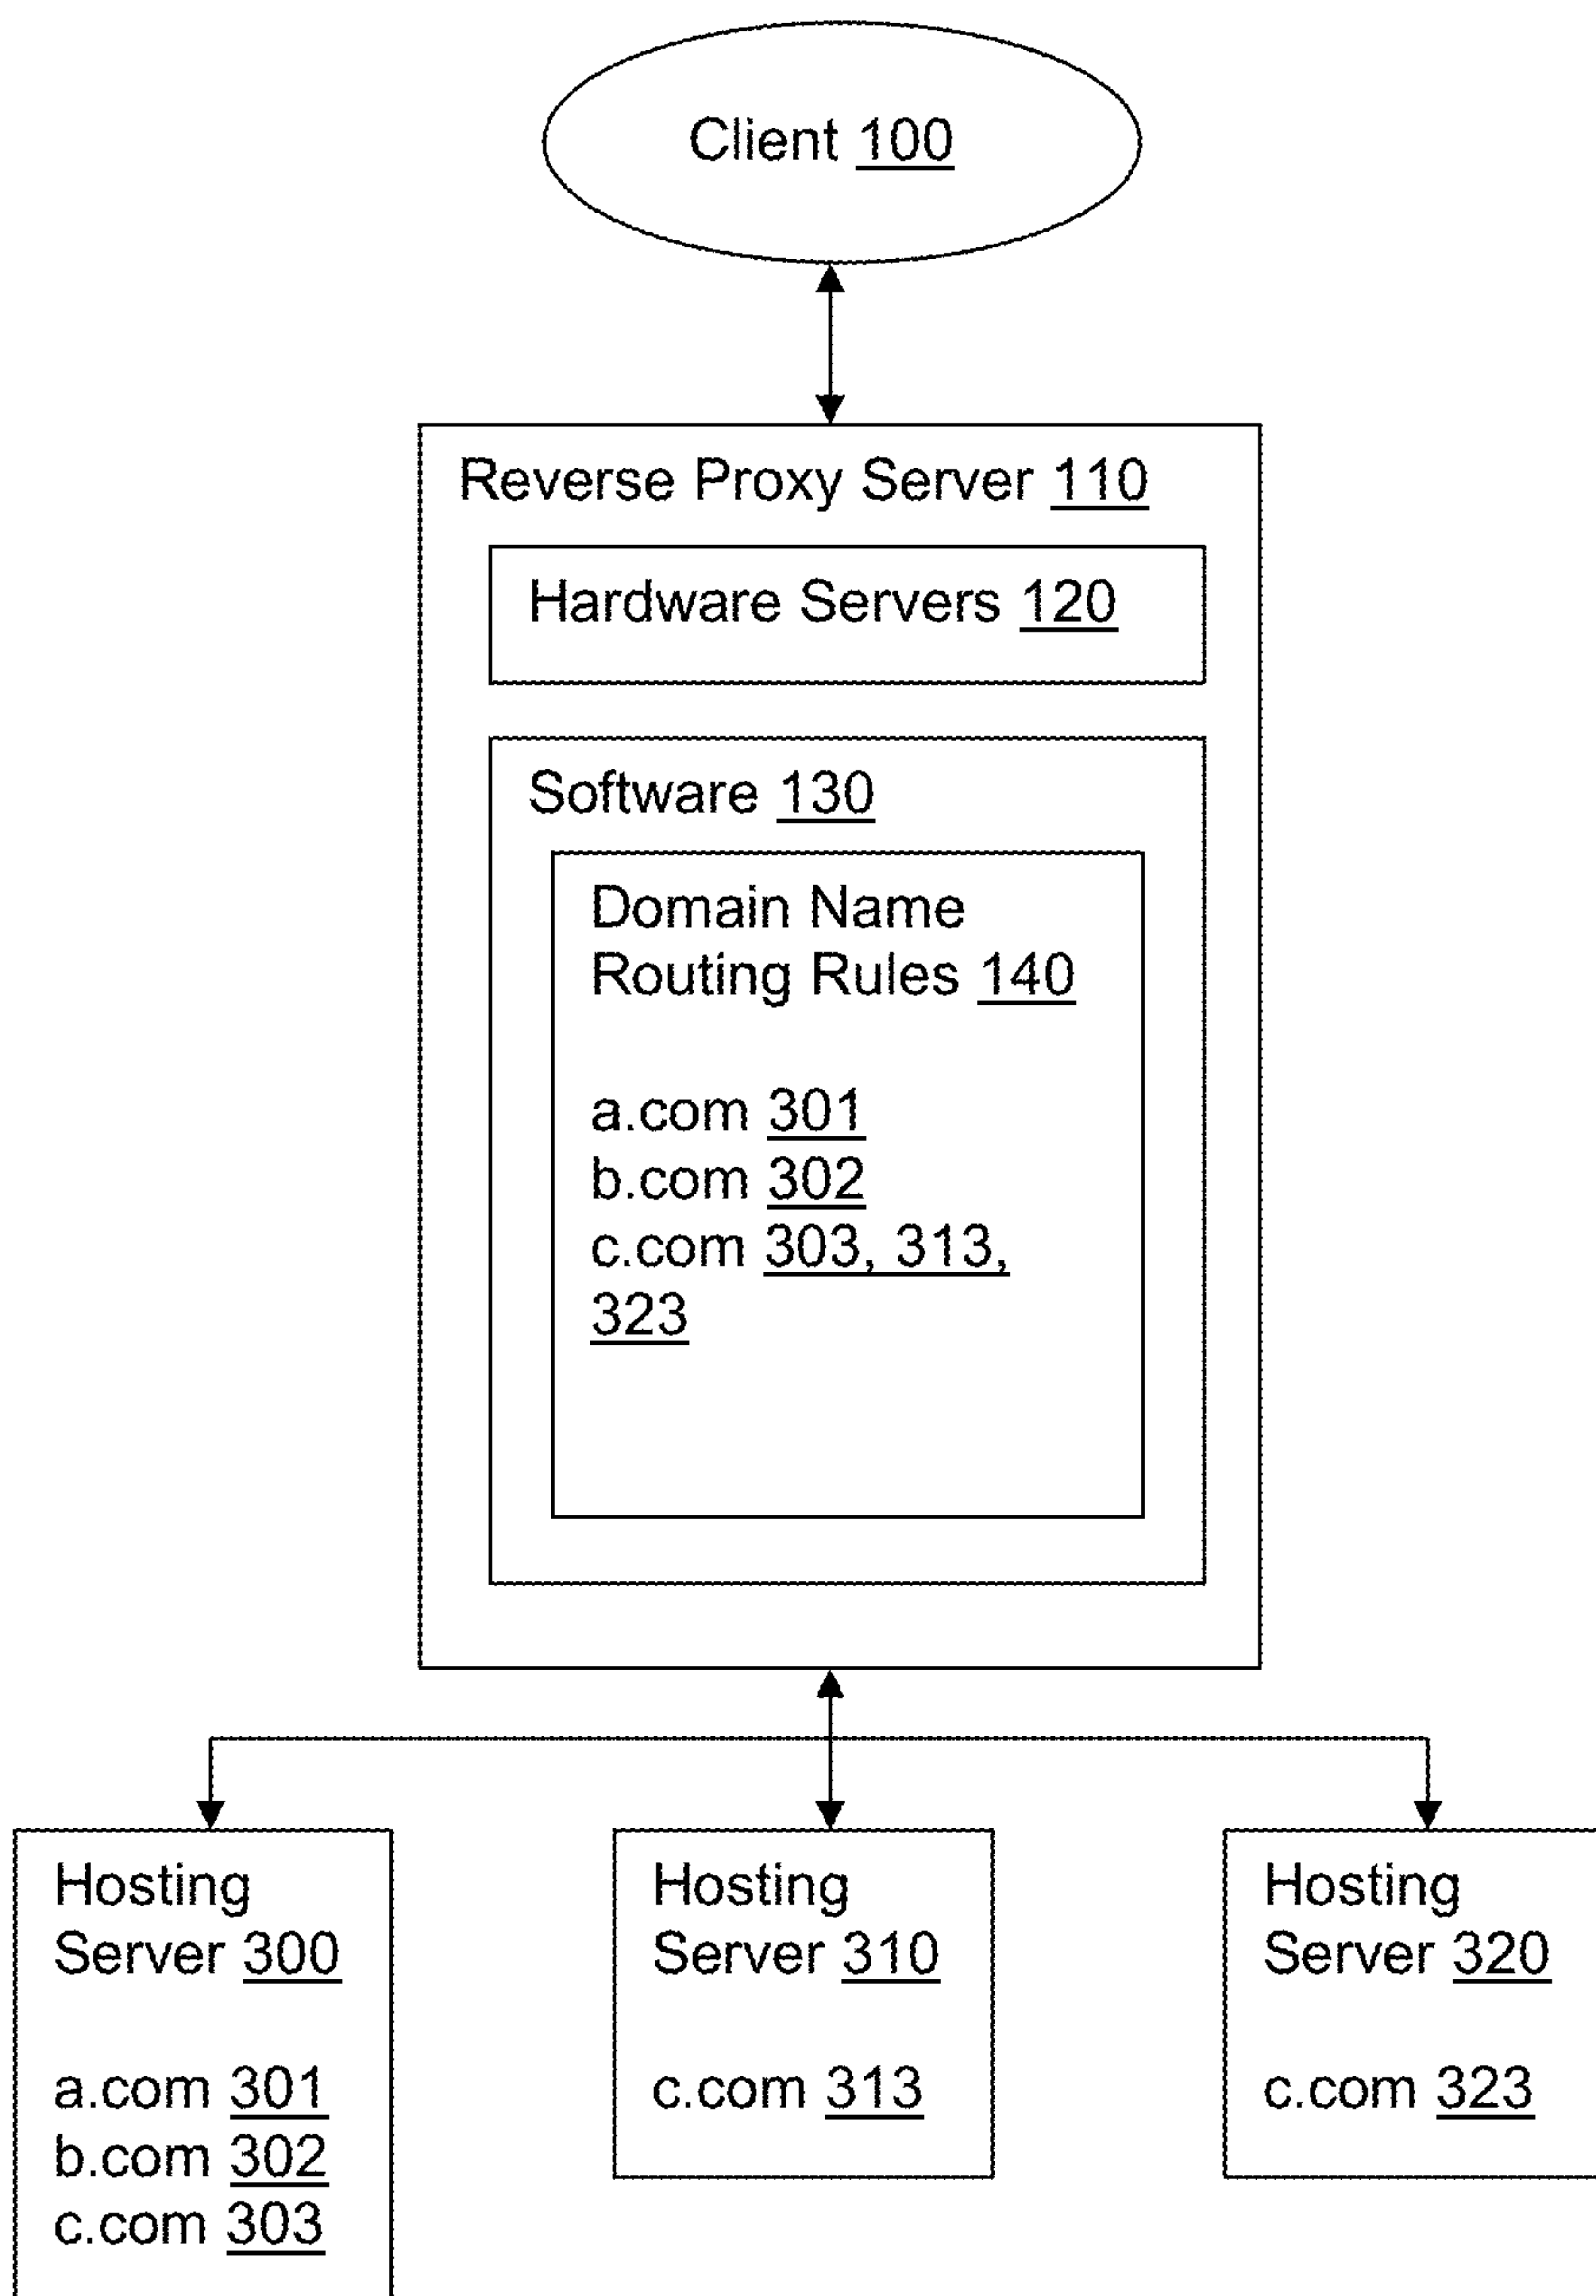 Client 100
Reverse Proxy Server 110
Hardware Servers 120
Software 130
Domain Name
Routing Rules 140
a.com 301
b.com 302
c.com 303, 313,
323
Hosting
Server 300
a.com 301
b.com 302
c.com 303
Hosting
Server 310
c.com 313
Hosting
Server 320
c.com 323